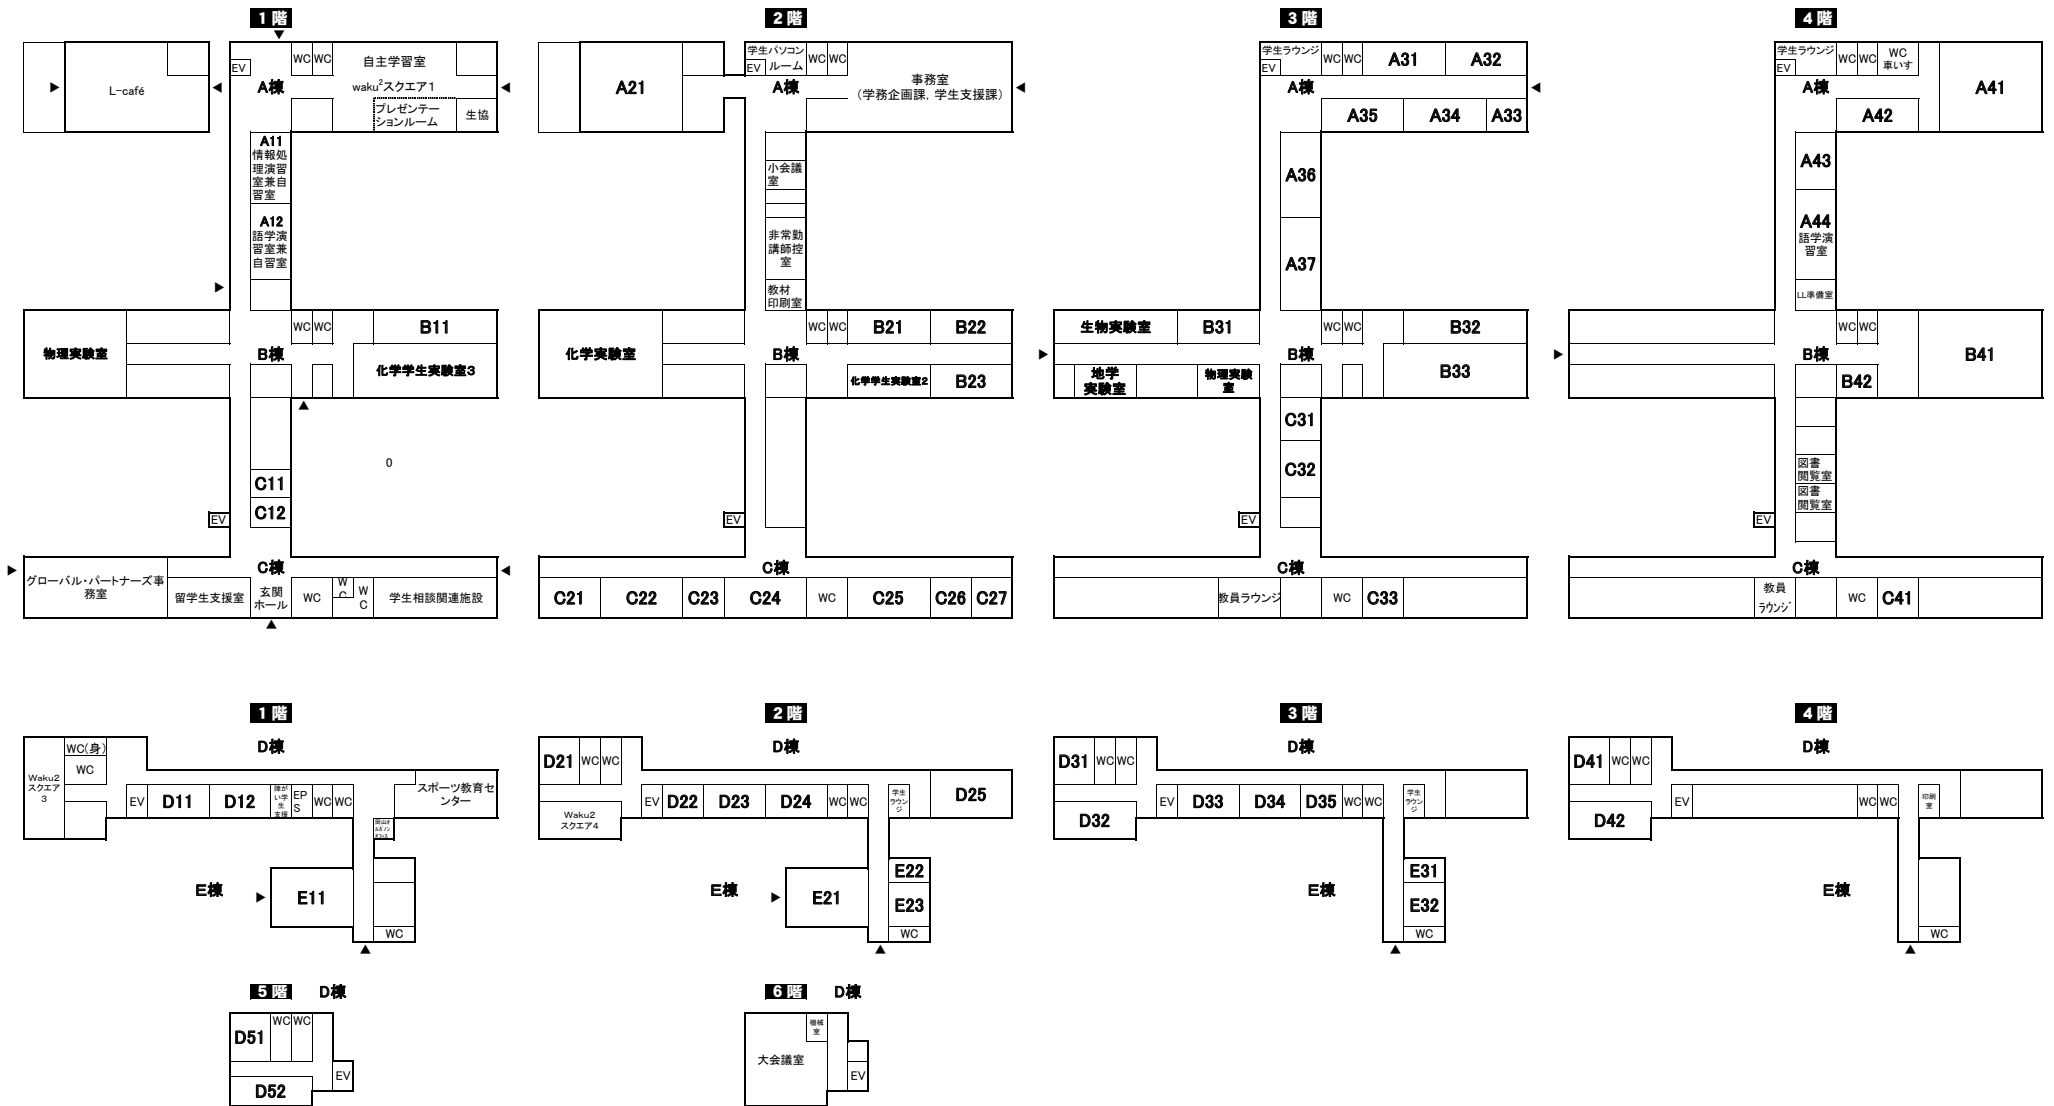 1 階
2 階
3 階
4 階
L-café
EV
WC
WC
自主学習室
A棟
waku²スクエア1
プレゼンテー
ションルーム
生協
A11
情報処
理演習
室兼自
習室
A12
語学演
習室兼
自習室
物理実験室
WC
WC
B11
B棟
化学学生実験室3
0
C11
C12
EV
C棟
グローバル・パートナーズ事
務室
留学生支援室
玄関
ホール
WC
WC
WC
学生相談関連施設
A21
学生パソコン
ルーム
EV
WC
WC
A棟
事務室
(学務企画課, 学生支援課)
小会議
室
非常勤
講師控
室
教材
印刷室
化学実験室
WC
WC
B21
B22
B棟
化学学生実験室2
B23
EV
C棟
C21
C22
C23
C24
WC
C25
C26
C27
学生ラウンジ
EV
WC
WC
A31
A32
A棟
A35
A34
A33
A36
A37
生物実験室
B31
WC
WC
B32
B棟
地学
実験室
物理実験
室
B33
C31
C32
EV
C棟
教員ラウンジ
WC
C33
学生ラウンジ
EV
WC
WC
WC
車いす
A41
A棟
A42
A43
A44
語学演
習室
LL準備室
WC
WC
B棟
B41
B42
図書
閲覧室
図書
閲覧室
EV
C棟
教員
ラウンジ
WC
C41
1 階
2 階
3 階
4 階
D棟
Waku2
スクエア
3
WC(身)
WC
EV
D11
D12
障がい学生支援
EPS
WC
WC
スポーツ教育セ
ンター
E棟
E11
WC
D棟
D21
WC
WC
Waku2
スクエア4
EV
D22
D23
D24
WC
WC
学生
ラウン
ジ
D25
E棟
E21
E22
E23
WC
D棟
D31
WC
WC
D32
EV
D33
D34
D35
WC
WC
学生
ラウン
ジ
E棟
E31
E32
WC
D棟
D41
WC
WC
D42
EV
WC
WC
印刷
室
E棟
WC
5 階
D棟
D51
WC
WC
EV
D52
6 階
D棟
機械
室
大会議室
EV